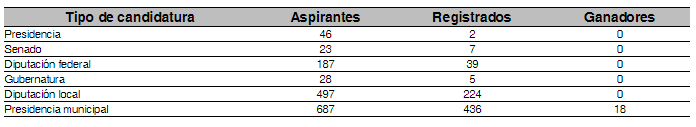 Tipo de candidatura Aspirantes Registrados Ganadores
Presidencia 46 2 0
Senado 23 7 0
Diputación federal 187 39 0
Gubernatura 28 5 0
Diputación local 497 224 0
Presidencia municipal 687 436 18